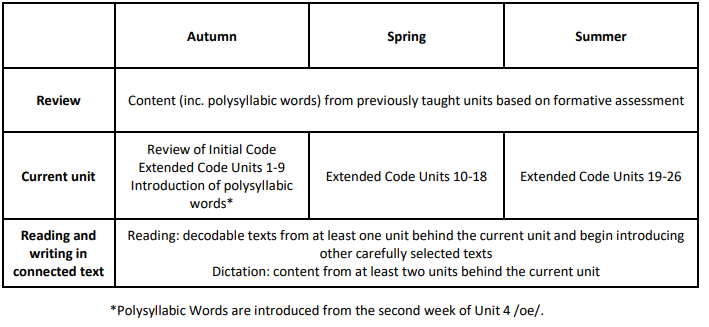 Autumn Spring Summer
Review
Content (inc. polysyllabic words) from previously taught units based on formative assessment
Current unit
Review of Initial Code
Extended Code Units 1-9
Introduction of polysyllabic
words*
Extended Code Units 10-18
Extended Code Units 19-26
Reading and
writing in
connected text
Reading: decodable texts from at least one unit behind the current unit and begin introducing
other carefully selected texts
Dictation: content from at least two units behind the current unit
*Polysyllabic Words are introduced from the second week of Unit 4 /oe/.